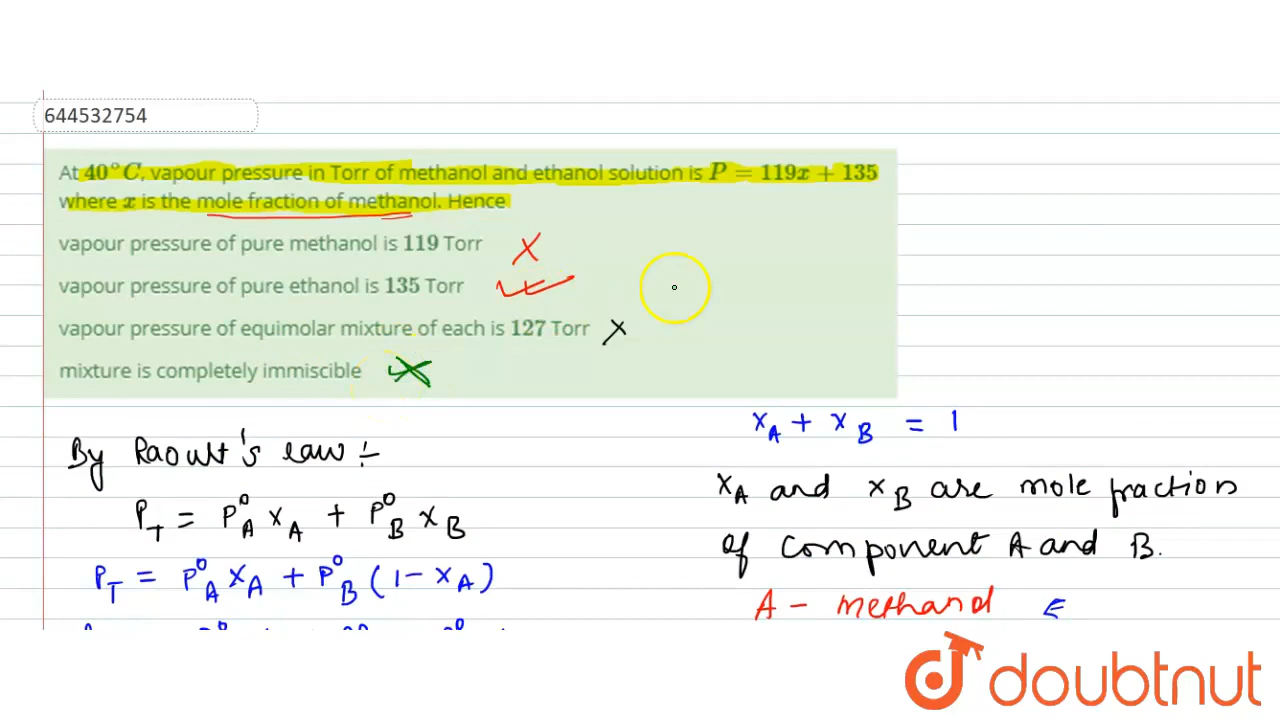 644532754
At 40°C, vapour pressure in Torr of methanol and ethanol solution is P = 119x + 135
where x is the mole fraction of methanol. Hence
vapour pressure of pure methanol is 119 Torr
vapour pressure of pure ethanol is 135 Torr
vapour pressure of equimolar mixture of each is 127 Torr
mixture is completely immiscible
By Raoult's law :-
P_T = P°_A x_A + P°_B x_B
P_T = P°_A x_A + P°_B (1 - x_A)
x_A + x_B = 1
x_A and x_B are mole fraction
of component A and B.
A - methanol E
doubtnut